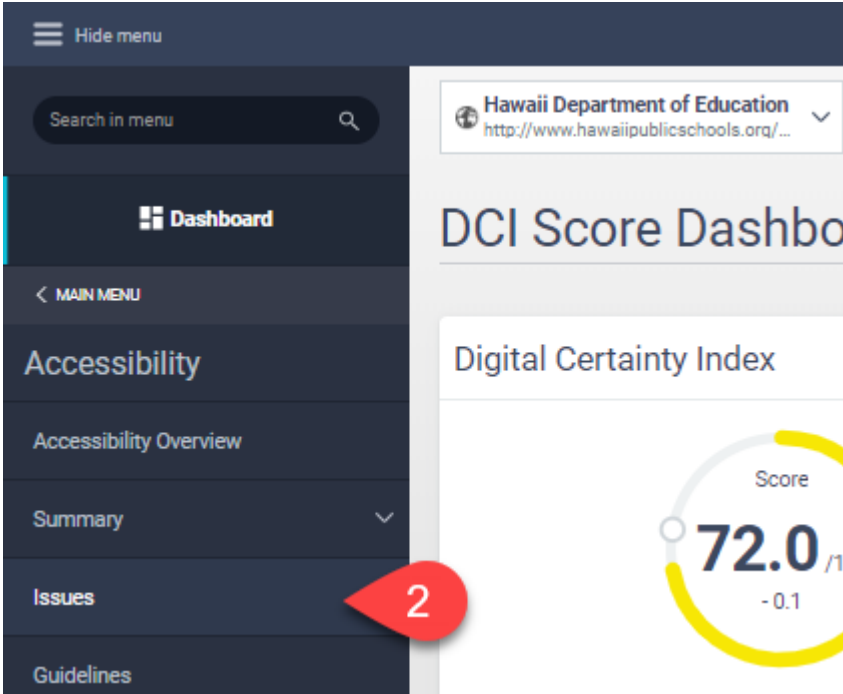 Hide menu
Search in menu
Dashboard
MAIN MENU
Accessibility
Accessibility Overview
Summary
Issues
2
Guidelines
Hawaii Department of Education
http://www.hawaiipublicschools.org/...
DCI Score Dashbo
Digital Certainty Index
Score
72.0 /1
- 0.1